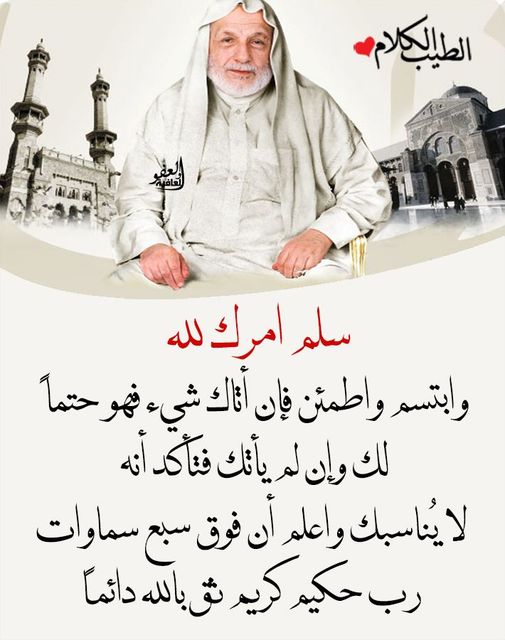 الكلام الطيب
العفو
العافية
سلم امرك لله
وابتسم واطمئن فإن أتاك شيء فهو حتماً
لك وإن لم يأتك فتأكد أنه
لا يُناسبك واعلم أن فوق سبع سماوات
رب حكيم كريم ثق بالله دائماً